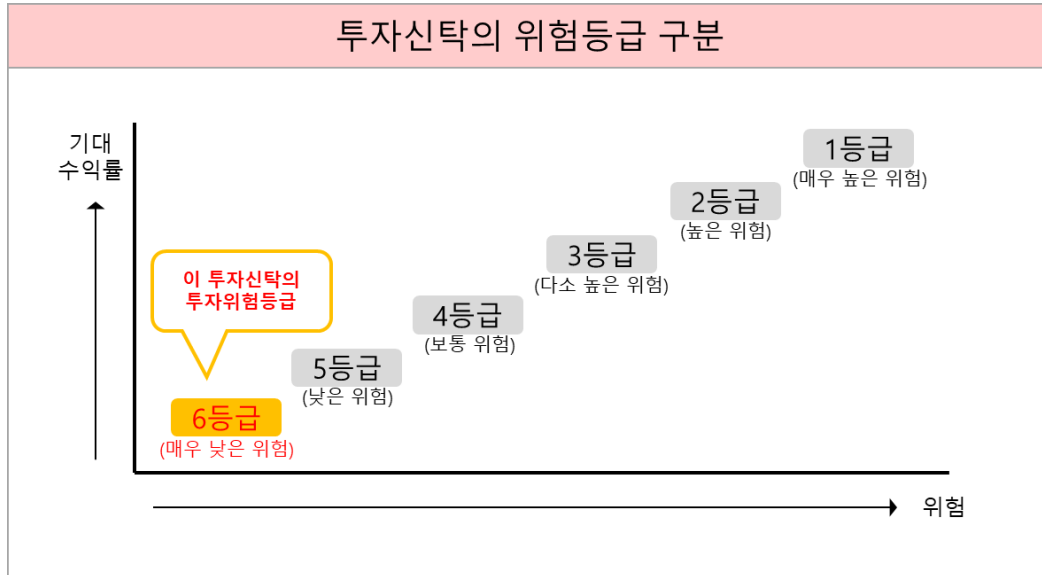 투자신탁의 위험등급 구분
기대
수익률
1등급
(매우 높은 위험)
2등급
(높은 위험)
3등급
(다소 높은 위험)
이 투자신탁의
투자위험등급
4등급
(보통 위험)
5등급
(낮은 위험)
6등급
(매우 낮은 위험)
위험